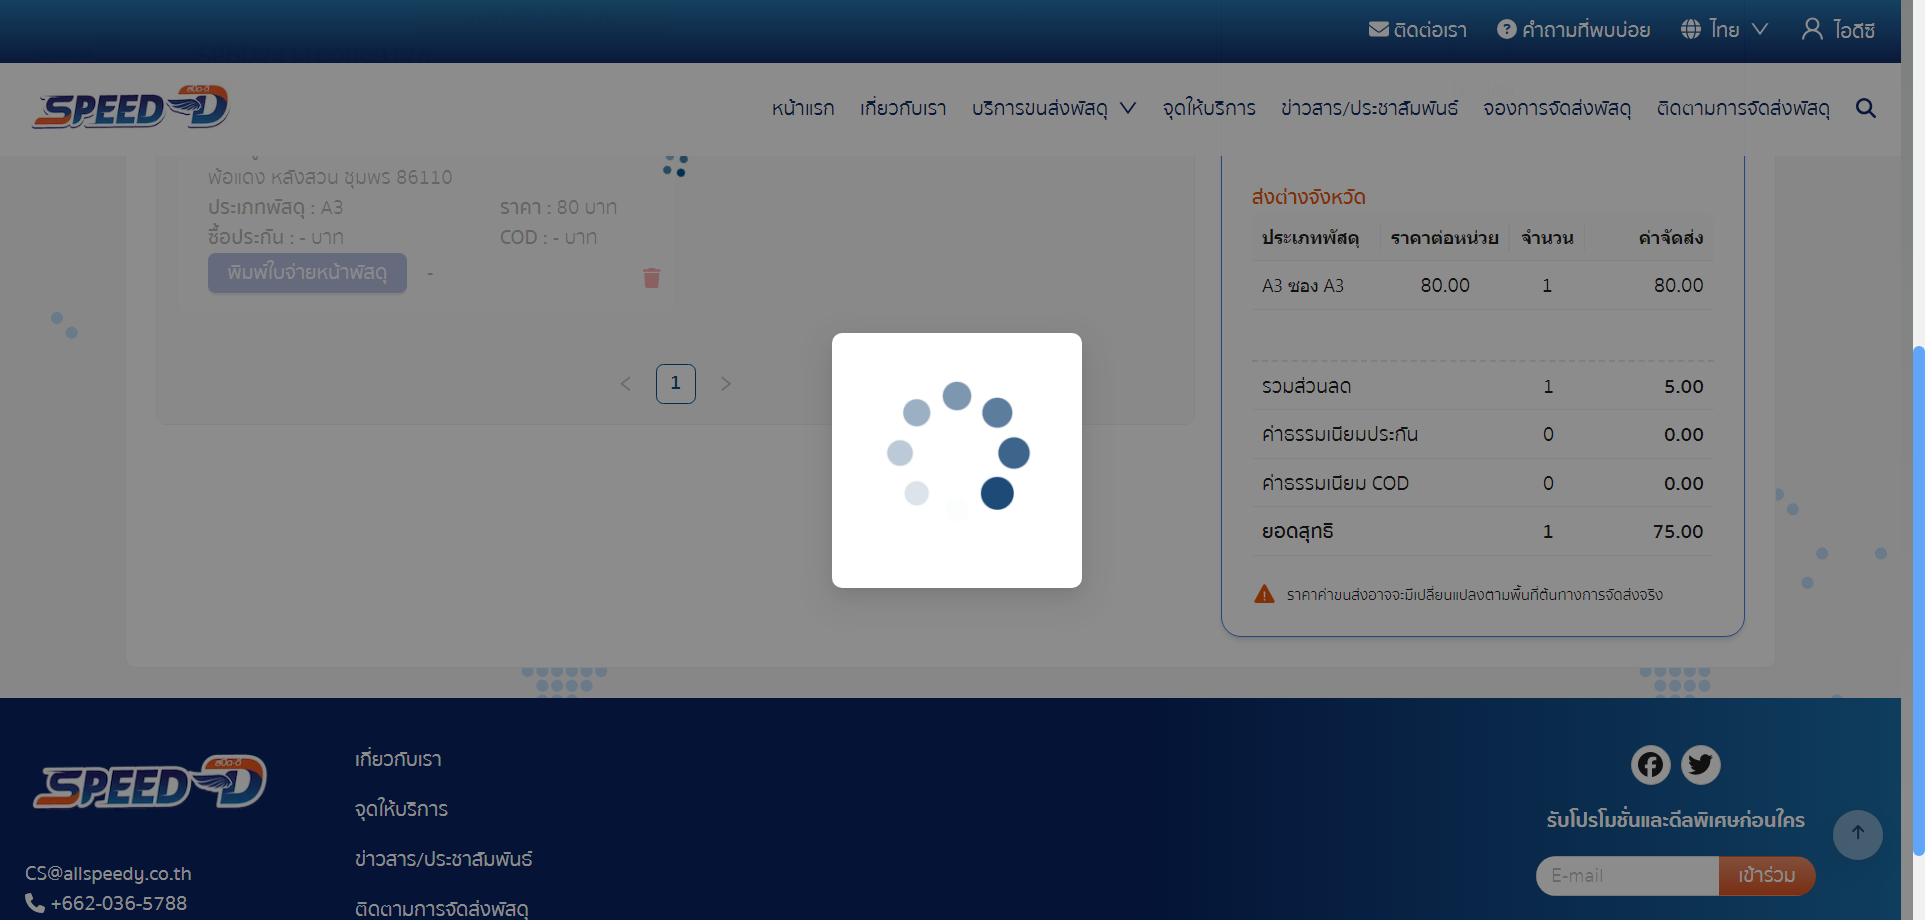 ติดต่อเรา คำถามที่พบบ่อย ไทย ไอดีซี
สปีด-ดี
SPEED-D
หน้าแรก เกี่ยวกับเรา บริการขนส่งพัสดุ จุดให้บริการ ข่าวสาร/ประชาสัมพันธ์ จองการจัดส่งพัสดุ ติดตามการจัดส่งพัสดุ
พ้อแดง หลังสวน ชุมพร 86110
ประเภทพัสดุ : A3 ราคา : 80 บาท
ซื้อประกัน : - บาท COD : - บาท
พิมพ์ใบจ่ายหน้าพัสดุ -
< 1 >
ส่งต่างจังหวัด
ประเภทพัสดุ ราคาต่อหน่วย จำนวน ค่าจัดส่ง
A3 ซอง A3 80.00 1 80.00
รวมส่วนลด 1 5.00
ค่าธรรมเนียมประกัน 0 0.00
ค่าธรรมเนียม COD 0 0.00
ยอดสุทธิ 1 75.00
ราคาค่าขนส่งอาจจะมีเปลี่ยนแปลงตามพื้นที่ต้นทางการจัดส่งจริง
สปีด-ดี
SPEED-D
CS@allspeedy.co.th
+662-036-5788
เกี่ยวกับเรา
จุดให้บริการ
ข่าวสาร/ประชาสัมพันธ์
ติดตามการจัดส่งพัสดุ
รับโปรโมชั่นและดีลพิเศษก่อนใคร
E-mail เข้าร่วม